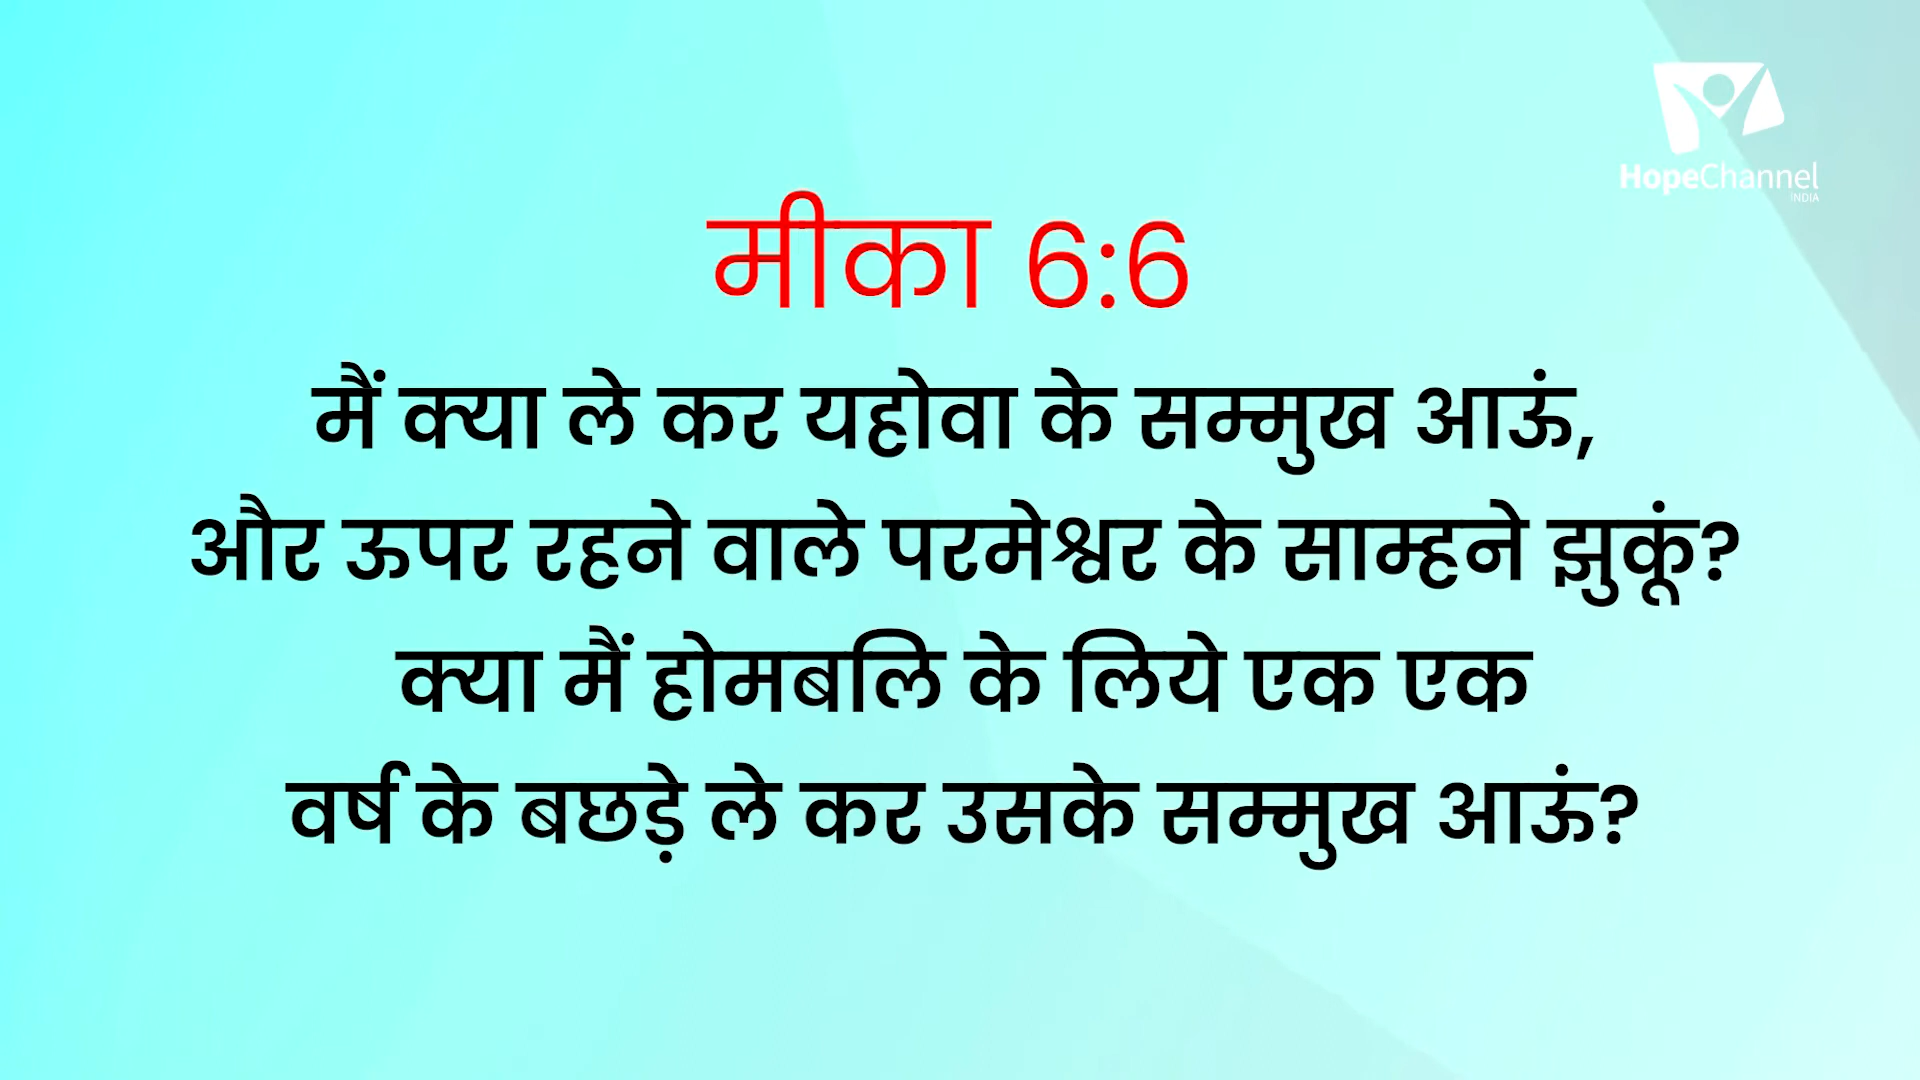 HopeChannel
INDIA
मीका 6:6
मैं क्या ले कर यहोवा के सम्मुख आऊं,
और ऊपर रहने वाले परमेश्वर के साम्हने झुकूं?
क्या मैं होमबलि के लिये एक एक
वर्ष के बछड़े ले कर उसके सम्मुख आऊं?